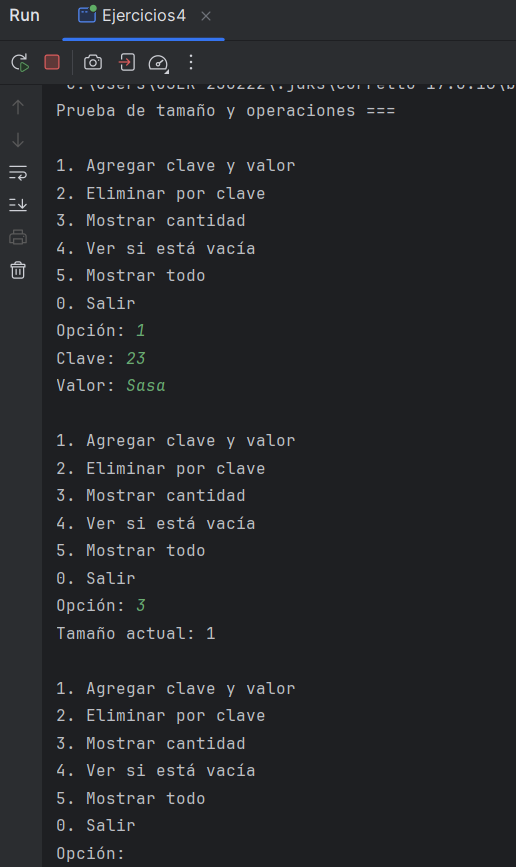 Run
Ejercicios4
Prueba de tamaño y operaciones ===
1. Agregar clave y valor
2. Eliminar por clave
3. Mostrar cantidad
4. Ver si está vacía
5. Mostrar todo
0. Salir
Opción: 1
Clave: 23
Valor: Sasa
1. Agregar clave y valor
2. Eliminar por clave
3. Mostrar cantidad
4. Ver si está vacía
5. Mostrar todo
0. Salir
Opción: 3
Tamaño actual: 1
1. Agregar clave y valor
2. Eliminar por clave
3. Mostrar cantidad
4. Ver si está vacía
5. Mostrar todo
0. Salir
Opción: